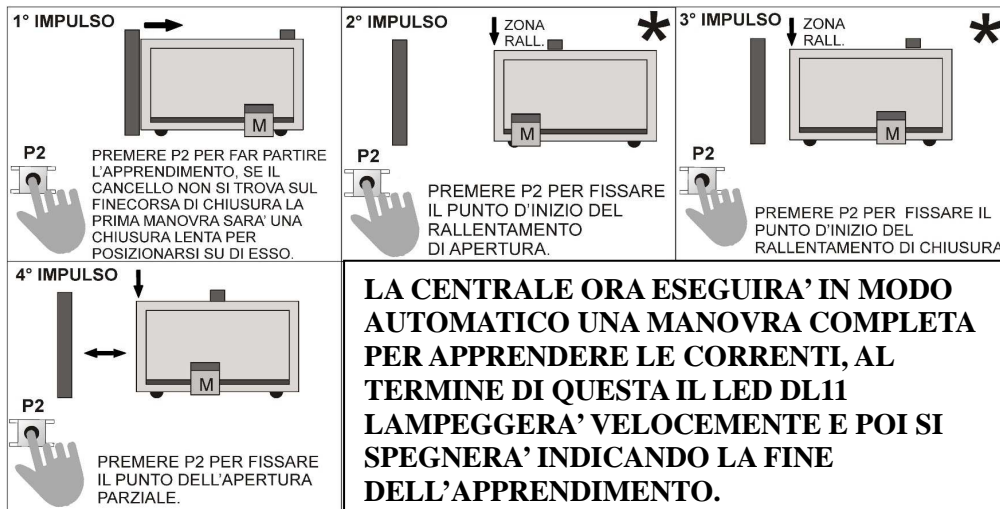 1° IMPULSO
P2
PREMERE P2 PER FAR PARTIRE
L'APPRENDIMENTO, SE IL
CANCELLO NON SI TROVA SUL
FINECORSA DI CHIUSURA LA
PRIMA MANOVRA SARA' UNA
CHIUSURA LENTA PER
POSIZIONARSI SU DI ESSO.
M
2° IMPULSO
ZONA
RALL.
*
M
P2
PREMERE P2 PER FISSARE
IL PUNTO D'INIZIO DEL
RALLENTAMENTO
DI APERTURA.
3° IMPULSO
ZONA
RALL.
*
M
P2
PREMERE P2 PER FISSARE IL
PUNTO D'INIZIO DEL
RALLENTAMENTO DI CHIUSURA
4° IMPULSO
M
P2
PREMERE P2 PER FISSARE
IL PUNTO DELL'APERTURA
PARZIALE.
LA CENTRALE ORA ESEGUIRA' IN MODO
AUTOMATICO UNA MANOVRA COMPLETA
PER APPRENDERE LE CORRENTI, AL
TERMINE DI QUESTA IL LED DL11
LAMPEGGERA' VELOCEMENTE E POI SI
SPEGNERA' INDICANDO LA FINE
DELL'APPRENDIMENTO.